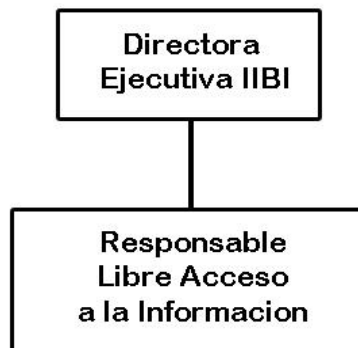 Directora
Ejecutiva IIBI
Responsable
Libre Acceso
a la Informacion